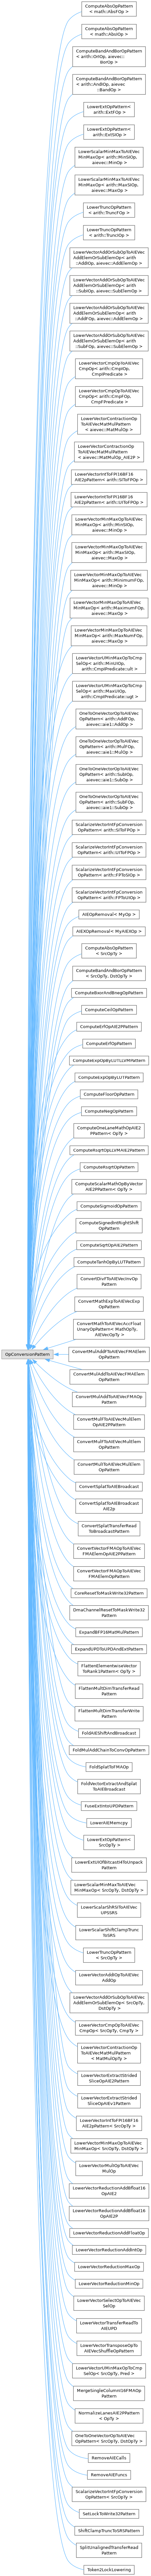 ComputeAbsOpPattern
< math::AbsFOp >
ComputeAbsOpPattern
< math::AbsIOp >
ComputeBandAndBorOpPattern
< arith::OrIOp, aievec::
BorOp >
ComputeBandAndBorOpPattern
< arith::AndIOp, aievec
::BandOp >
LowerExtOpPattern<
arith::ExtFOp >
LowerExtOpPattern<
arith::ExtSIOp >
LowerScalarMinMaxToAIEVec
MinMaxOp< arith::MinSIOp,
aievec::MinOp >
LowerScalarMinMaxToAIEVec
MinMaxOp< arith::MaxSIOp,
aievec::MaxOp >
LowerTruncOpPattern
< arith::TruncFOp >
LowerTruncOpPattern
< arith::TruncIOp >
LowerVectorAddOrSubOpToAIEVec
AddElemOrSubElemOp< arith
::AddIOp, aievec::AddElemOp >
LowerVectorAddOrSubOpToAIEVec
AddElemOrSubElemOp< arith
::SubIOp, aievec::SubElemOp >
LowerVectorAddOrSubOpToAIEVec
AddElemOrSubElemOp< arith
::AddFOp, aievec::AddElemOp >
LowerVectorAddOrSubOpToAIEVec
AddElemOrSubElemOp< arith
::SubFOp, aievec::SubElemOp >
LowerVectorCmpOpToAIEVec
CmpOp< arith::CmpIOp,
CmpIPredicate >
LowerVectorCmpOpToAIEVec
CmpOp< arith::CmpFOp,
CmpFPredicate >
LowerVectorContractionOp
ToAIEVecMatMulPattern
< aievec::MatMulOp >
LowerVectorContractionOp
ToAIEVecMatMulPattern
< aievec::MatMulOp_AIE2P >
LowerVectorIntToFP16BF16
AIE2pPattern< arith::SIToFPOp >
LowerVectorIntToFP16BF16
AIE2pPattern< arith::UIToFPOp >
LowerVectorMinMaxOpToAIEVec
MinMaxOp< arith::MinSIOp,
aievec::MinOp >
LowerVectorMinMaxOpToAIEVec
MinMaxOp< arith::MaxSIOp,
aievec::MaxOp >
LowerVectorMinMaxOpToAIEVec
MinMaxOp< arith::MinimumFOp,
aievec::MinOp >
LowerVectorMinMaxOpToAIEVec
MinMaxOp< arith::MaximumFOp,
aievec::MaxOp >
LowerVectorMinMaxOpToAIEVec
MinMaxOp< arith::MaxNumFOp,
aievec::MaxOp >
LowerVectorUMinMaxOpToCmp
SelOp< arith::MinUIOp,
arith::CmpIPredicate::ult >
LowerVectorUMinMaxOpToCmp
SelOp< arith::MaxUIOp,
arith::CmpIPredicate::ugt >
OneToOneVectorOpToAIEVec
OpPattern< arith::AddFOp,
aievec::aie1::AddOp >
OneToOneVectorOpToAIEVec
OpPattern< arith::MulFOp,
aievec::aie1::MulOp >
OneToOneVectorOpToAIEVec
OpPattern< arith::SubIOp,
aievec::aie1::SubOp >
OneToOneVectorOpToAIEVec
OpPattern< arith::SubFOp,
aievec::aie1::SubOp >
ScalarizeVectorIntFpConversion
OpPattern< arith::SIToFPOp >
ScalarizeVectorIntFpConversion
OpPattern< arith::UIToFPOp >
ScalarizeVectorIntFpConversion
OpPattern< arith::FPToSIOp >
ScalarizeVectorIntFpConversion
OpPattern< arith::FPToUIOp >
AIEOpRemoval< MyOp >
AIEXOpRemoval< MyAIEXOp >
ComputeAbsOpPattern
< SrcOpTy >
ComputeBandAndBorOpPattern
< SrcOpTy, DstOpTy >
ComputeBxorAndBnegOpPattern
ComputeCeilOpPattern
ComputeErfOpAIE2PPattern
ComputeErfOpPattern
ComputeExpOpByLUTLLVMPattern
ComputeExpOpByLUTPattern
ComputeFloorOpPattern
ComputeNegOpPattern
ComputeOneLaneMathOpAIE2
PPattern< OpTy >
ComputeRsqrtOpLLVMAIE2Pattern
ComputeRsqrtOpPattern
ComputeScalarMathOpByVector
AIE2PPattern< OpTy >
ComputeSigmoidOpPattern
ComputeSignedIntRightShift
OpPattern
ComputeSqrtOpAIE2Pattern
ComputeTanhOpByLUTPattern
ConvertDivFToAIEVecInvOp
Pattern
ConvertMathExpToAIEVecExp
OpPattern
ConvertMathToAIEVecAccFloat
UnaryOpPattern< MathOpTy,
AIEVecOpTy >
ConvertMulAddFToAIEVecFMAElem
OpPattern
OpConversionPattern
ConvertMulAddIToAIEVecFMAElem
OpPattern
ConvertMulAddToAIEVecFMAOp
Pattern
ConvertMulFToAIEVecMulElem
OpAIE2PPattern
ConvertMulFToAIEVecMulElem
OpPattern
ConvertMulIToAIEVecMulElem
OpPattern
ConvertSplatToAIEBroadcast
ConvertSplatToAIEBroadcast
AIE2p
ConvertSplatTransferRead
ToBroadcastPattern
ConvertVectorFMAOpToAIEVec
FMAElemOpAIE2PPattern
ConvertVectorFMAOpToAIEVec
FMAElemOpPattern
CoreResetToMaskWrite32Pattern
DmaChannelResetToMaskWrite32
Pattern
ExpandBFP16MatMulPattern
ExpandUPDToUPDAndExtPattern
FlattenElementwiseVector
ToRank1Pattern< OpTy >
FlattenMultDimTransferRead
Pattern
FlattenMultDimTransferWrite
Pattern
FoldAIEShiftAndBroadcast
FoldMulAddChainToConvOpPattern
FoldSplatToFMAOp
FoldVectorExtractAndSplat
ToAIEBroadcast
FuseExtIntoUPDPattern
LowerAIEMemcpy
LowerExtOpPattern<
SrcOpTy >
LowerExtUIOfBitcastI4ToUnpack
Pattern
LowerScalarMinMaxToAIEVec
MinMaxOp< SrcOpTy, DstOpTy >
LowerScalarShRSIToAIEVec
UPSSRS
LowerScalarShiftClampTrunc
ToSRS
LowerTruncOpPattern
< SrcOpTy >
LowerVectorAddIOpToAIEVec
AddOp
LowerVectorAddOrSubOpToAIEVec
AddElemOrSubElemOp< SrcOpTy,
DstOpTy >
LowerVectorCmpOpToAIEVec
CmpOp< SrcOpTy, CmpTy >
LowerVectorContractionOp
ToAIEVecMatMulPattern
< MatMulOpTy >
LowerVectorExtractStrided
SliceOpAIE2Pattern
LowerVectorExtractStrided
SliceOpAIEv1Pattern
LowerVectorIntToFP16BF16
AIE2pPattern< SrcOpTy >
LowerVectorMinMaxOpToAIEVec
MinMaxOp< SrcOpTy, DstOpTy >
LowerVectorMulIOpToAIEVec
MulOp
LowerVectorReductionAddBfloat16
OpAIE2
LowerVectorReductionAddBfloat16
OpAIE2P
LowerVectorReductionAddFloatOp
LowerVectorReductionAddIntOp
LowerVectorReductionMaxOp
LowerVectorReductionMinOp
LowerVectorSelectOpToAIEVec
SelOp
LowerVectorTransferReadTo
AIEUPD
LowerVectorTransposeOpTo
AIEVecShuffleOpPattern
LowerVectorUMinMaxOpToCmp
SelOp< SrcOpTy, Pred >
MergeSingleColumnI16FMAOp
Pattern
NormalizeLanesAIE2PPattern
< OpTy >
OneToOneVectorOpToAIEVec
OpPattern< SrcOpTy, DstOpTy >
RemoveAIECalls
RemoveAIEFuncs
ScalarizeVectorIntFpConversion
OpPattern< SrcOpTy >
SetLockToWrite32Pattern
ShiftClampTruncToSRSPattern
SplitUnalignedTransferRead
Pattern
Token2LockLowering